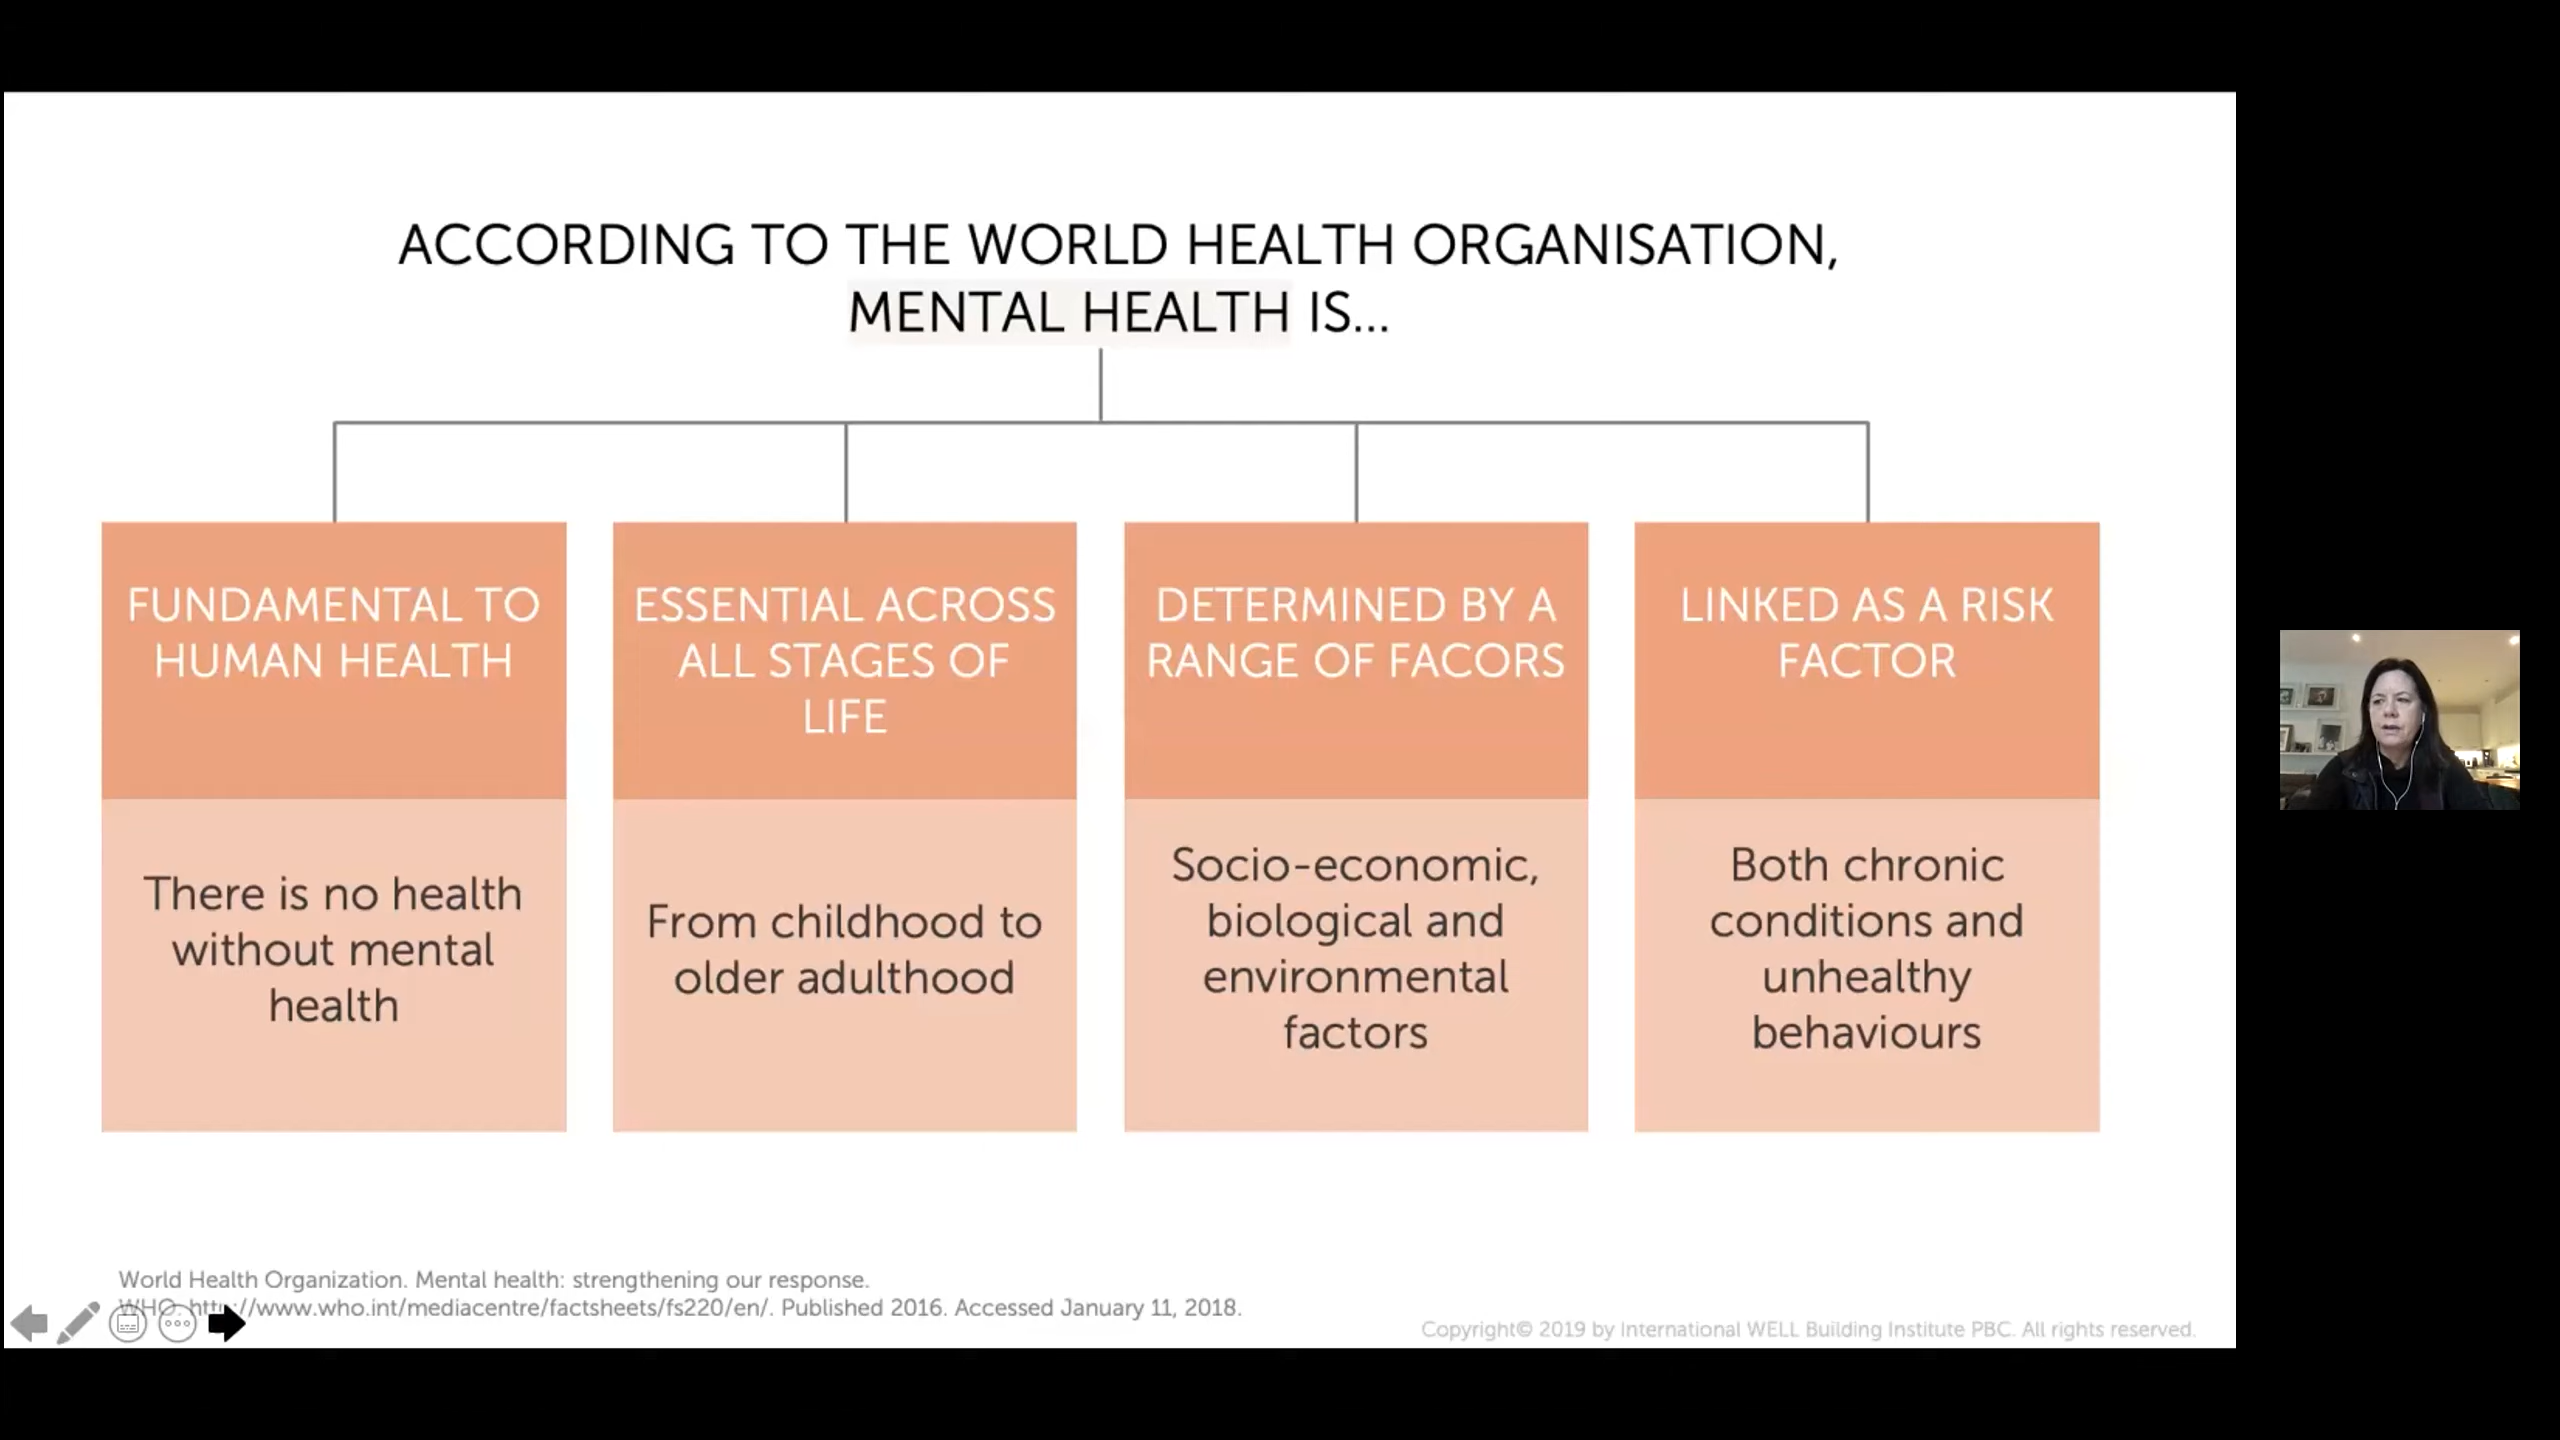 ACCORDING TO THE WORLD HEALTH ORGANISATION,
MENTAL HEALTH IS...
FUNDAMENTAL TO
HUMAN HEALTH
There is no health
without mental
health
ESSENTIAL ACROSS
ALL STAGES OF
LIFE
From childhood to
older adulthood
DETERMINED BY A
RANGE OF FACORS
Socio-economic,
biological and
environmental
factors
LINKED AS A RISK
FACTOR
Both chronic
conditions and
unhealthy
behaviours
World Health Organization. Mental health: strengthening our response.
WHO. http://www.who.int/mediacentre/factsheets/fs220/en/. Published 2016. Accessed January 11, 2018.
Copyright© 2019 by International WELL Building Institute PBC. All rights reserved.